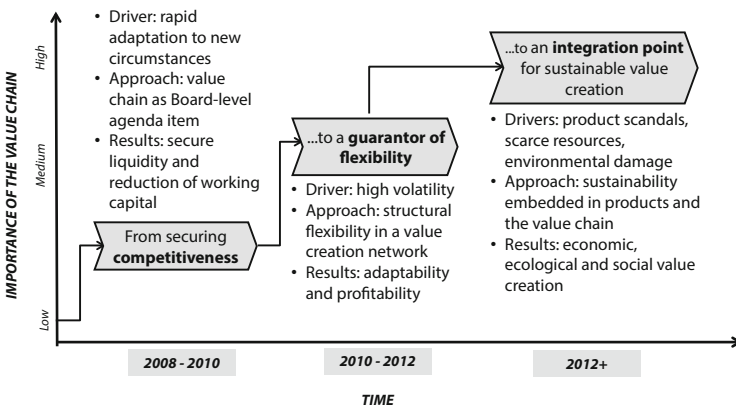 IMPORTANCE OF THE VALUE CHAIN
High
Medium
Low
• Driver: rapid
adaptation to new
circumstances
• Approach: value
chain as Board-level
agenda item
• Results: secure
liquidity and
reduction of working
capital
From securing
competitiveness
...to a guarantor of
flexibility
• Driver: high volatility
• Approach: structural
flexibility in a value
creation network
• Results: adaptability
and profitability
...to an integration point
for sustainable value
creation
• Drivers: product scandals,
scarce resources,
environmental damage
• Approach: sustainability
embedded in products and
the value chain
• Results: economic,
ecological and social value
creation
2008 - 2010
2010 - 2012
2012+
TIME